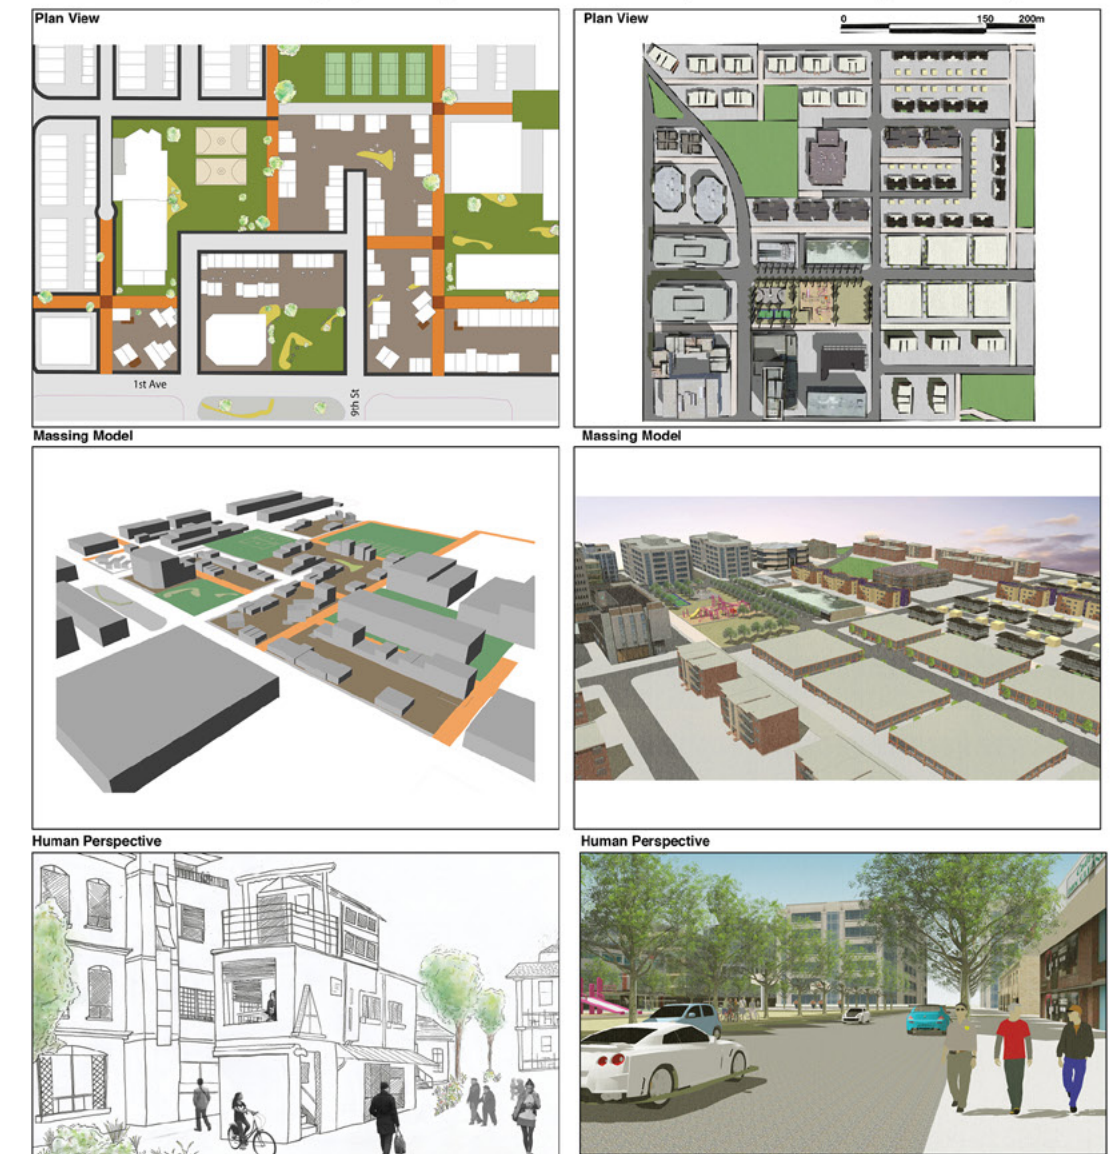 Plan View
Plan View
0 150 200m
1st Ave
9th St
Massing Model
Massing Model
Human Perspective
Human Perspective